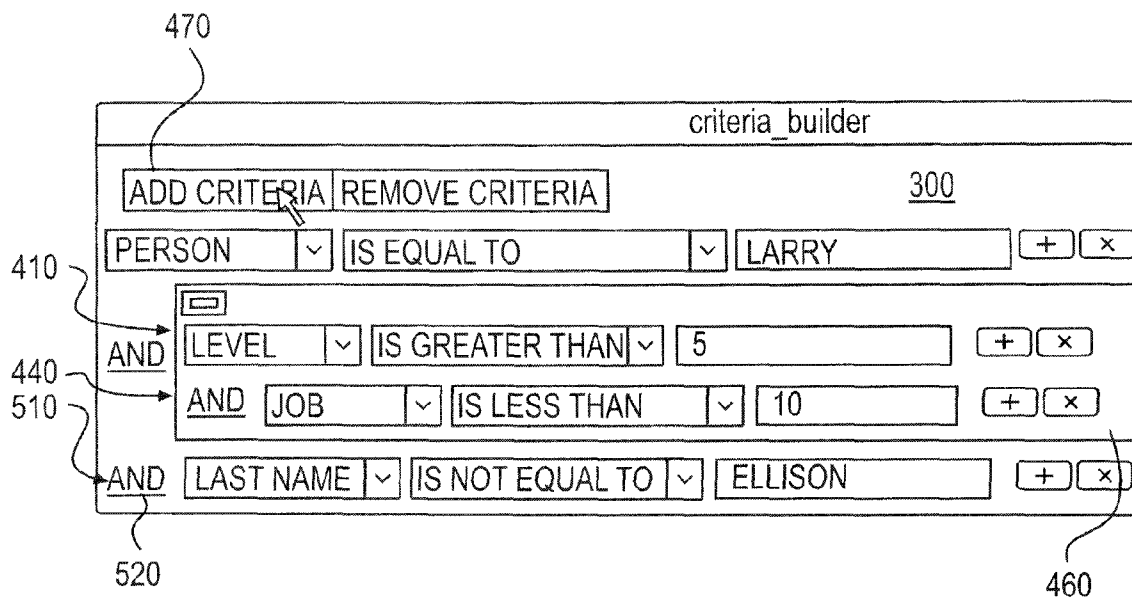 470
criteria_builder
ADD CRITERIA REMOVE CRITERIA 300
PERSON IS EQUAL TO LARRY + ×
410
LEVEL IS GREATER THAN 5 + ×
AND
440
AND JOB IS LESS THAN 10 + ×
510
AND LAST NAME IS NOT EQUAL TO ELLISON + ×
520
460